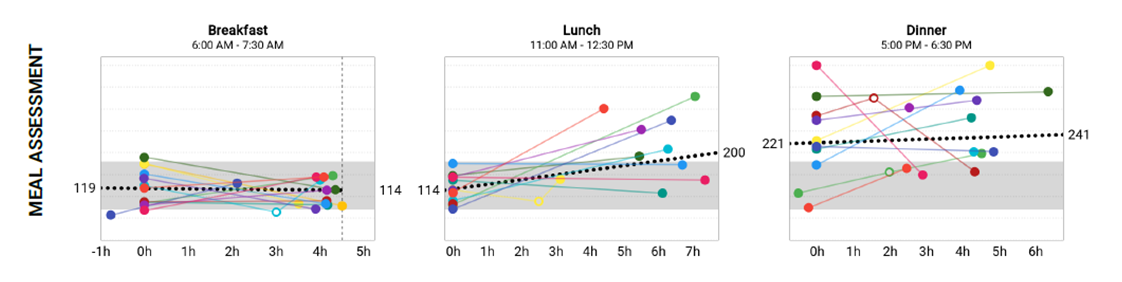 MEAL ASSESSMENT
Breakfast
6:00 AM - 7:30 AM
119
114
-1h 0h 1h 2h 3h 4h 5h
Lunch
11:00 AM - 12:30 PM
114
200
0h 1h 2h 3h 4h 5h 6h 7h
Dinner
5:00 PM - 6:30 PM
221
241
0h 1h 2h 3h 4h 5h 6h